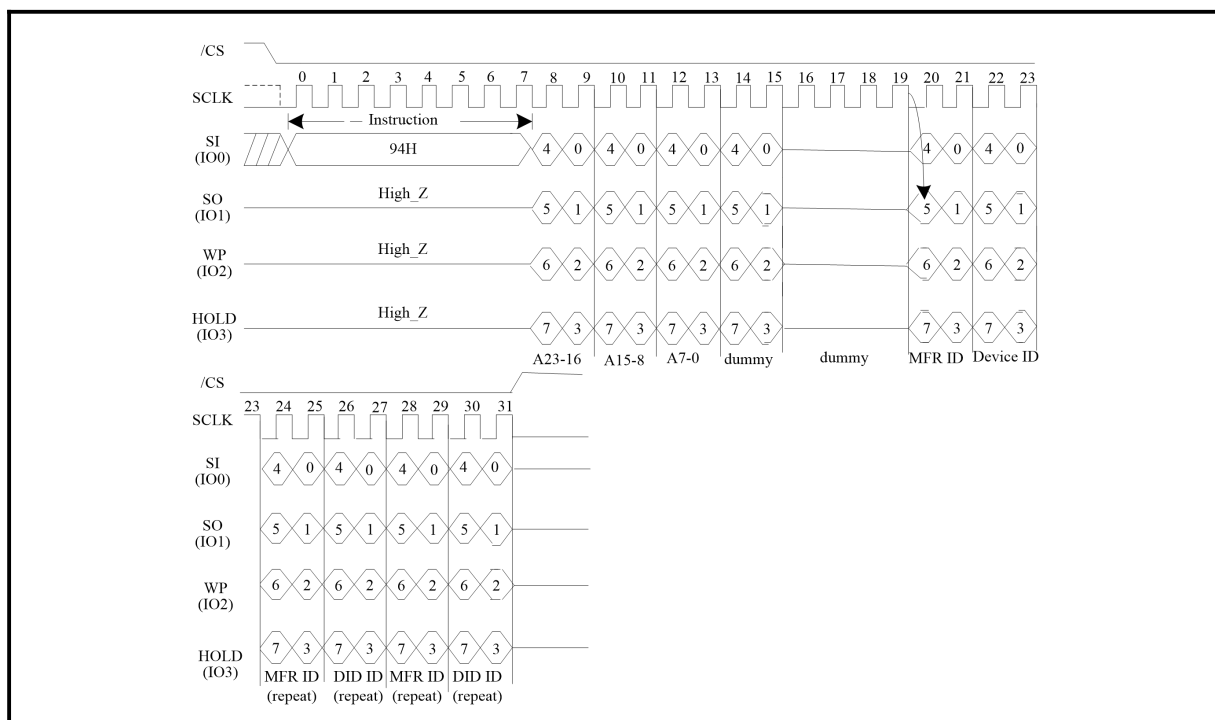 /CS
0 1 2 3 4 5 6 7 8 9 10 11 12 13 14 15 16 17 18 19 20 21 22 23
SCLK
Instruction
SI
(IO0)
94H
4 0 4 0 4 0 4 0 4 0 4 0
SO
(IO1)
High_Z
5 1 5 1 5 1 5 1 5 1 5 1
WP
(IO2)
High_Z
6 2 6 2 6 2 6 2 6 2 6 2
HOLD
(IO3)
High_Z
7 3 7 3 7 3 7 3 7 3 7 3
A23-16 A15-8 A7-0 dummy dummy MFR ID Device ID
/CS
23 24 25 26 27 28 29 30 31
SCLK
SI
(IO0)
4 0 4 0 4 0 4 0
SO
(IO1)
5 1 5 1 5 1 5 1
WP
(IO2)
6 2 6 2 6 2 6 2
HOLD
(IO3)
7 3 7 3 7 3 7 3
MFR ID DID ID MFR ID DID ID
(repeat) (repeat) (repeat) (repeat)